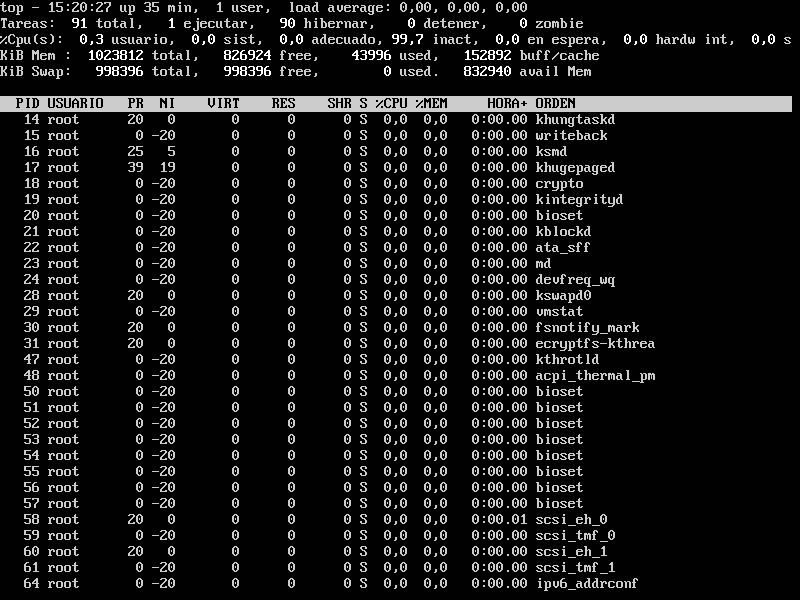 top - 15:20:27 up 35 min,  1 user,  load average: 0,00, 0,00, 0,00
Tareas:  91 total,   1 ejecutar,  90 hibernar,   0 detener,   0 zombie
%Cpu(s):  0,3 usuario,  0,0 sist,  0,0 adecuado, 99,7 inact,  0,0 en espera,  0,0 hardw int,  0,0 s
KiB Mem :  1023812 total,   826924 free,    43996 used,   152892 buff/cache
KiB Swap:   998396 total,   998396 free,        0 used.   832940 avail Mem
PID USUARIO   PR  NI    VIRT    RES    SHR S %CPU %MEM     HORA+ ORDEN
14 root      20   0       0      0      0 S  0,0  0,0   0:00.00 khungtaskd
15 root       0 -20       0      0      0 S  0,0  0,0   0:00.00 writeback
16 root      25   5       0      0      0 S  0,0  0,0   0:00.00 ksmd
17 root      39  19       0      0      0 S  0,0  0,0   0:00.00 khugepaged
18 root       0 -20       0      0      0 S  0,0  0,0   0:00.00 crypto
19 root       0 -20       0      0      0 S  0,0  0,0   0:00.00 kintegrityd
20 root       0 -20       0      0      0 S  0,0  0,0   0:00.00 bioset
21 root       0 -20       0      0      0 S  0,0  0,0   0:00.00 kblockd
22 root       0 -20       0      0      0 S  0,0  0,0   0:00.00 ata_sff
23 root       0 -20       0      0      0 S  0,0  0,0   0:00.00 md
24 root       0 -20       0      0      0 S  0,0  0,0   0:00.00 devfreq_wq
28 root      20   0       0      0      0 S  0,0  0,0   0:00.00 kswapd0
29 root       0 -20       0      0      0 S  0,0  0,0   0:00.00 vmstat
30 root      20   0       0      0      0 S  0,0  0,0   0:00.00 fsnotify_mark
31 root      20   0       0      0      0 S  0,0  0,0   0:00.00 ecryptfs-kthrea
47 root       0 -20       0      0      0 S  0,0  0,0   0:00.00 kthrotld
48 root       0 -20       0      0      0 S  0,0  0,0   0:00.00 acpi_thermal_pm
50 root       0 -20       0      0      0 S  0,0  0,0   0:00.00 bioset
51 root       0 -20       0      0      0 S  0,0  0,0   0:00.00 bioset
52 root       0 -20       0      0      0 S  0,0  0,0   0:00.00 bioset
53 root       0 -20       0      0      0 S  0,0  0,0   0:00.00 bioset
54 root       0 -20       0      0      0 S  0,0  0,0   0:00.00 bioset
55 root       0 -20       0      0      0 S  0,0  0,0   0:00.00 bioset
56 root       0 -20       0      0      0 S  0,0  0,0   0:00.00 bioset
57 root       0 -20       0      0      0 S  0,0  0,0   0:00.00 bioset
58 root      20   0       0      0      0 S  0,0  0,0   0:00.01 scsi_eh_0
59 root       0 -20       0      0      0 S  0,0  0,0   0:00.00 scsi_tmf_0
60 root      20   0       0      0      0 S  0,0  0,0   0:00.00 scsi_eh_1
61 root       0 -20       0      0      0 S  0,0  0,0   0:00.00 scsi_tmf_1
64 root       0 -20       0      0      0 S  0,0  0,0   0:00.00 ipv6_addrconf